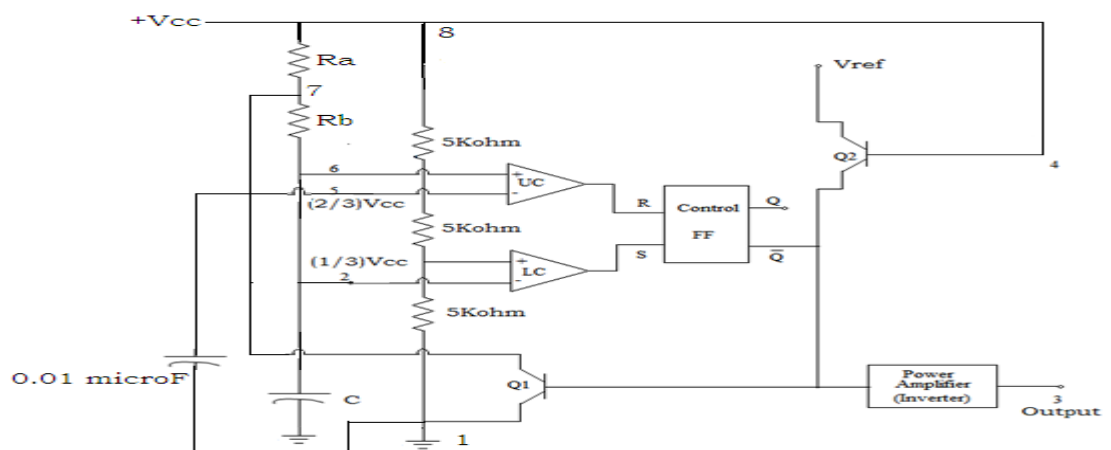 +Vcc
8
Ra
7
Rb
Vref
5Kohm
Q2
4
6
5
+
-
UC
(2/3)Vcc
R
Control
FF
Q
5Kohm
S
Q̅
(1/3)Vcc
2
+
-
LC
5Kohm
0.01 microF
C
Q1
Power
Amplifier
(Inverter)
3
Output
1